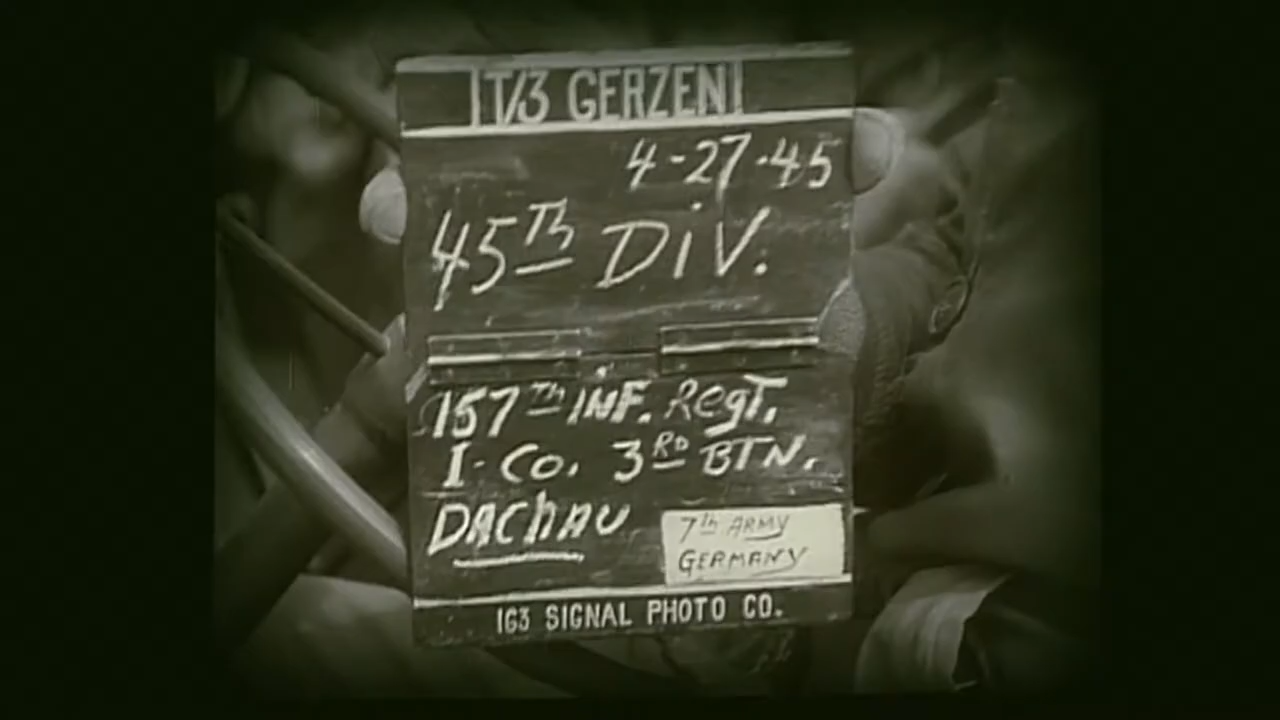 T/3 GERZEN
4-27-45
45TH DiV.
157Th INF. RegT.
I-Co. 3RD BTN.
DAChAU
7th ARMY
GERMANY
163 SIGNAL PHOTO CO.